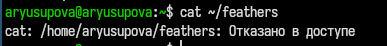 aryusupova@aryusupova:~$ cat ~/feathers
cat: /home/aryusupova/feathers: Отказано в доступе